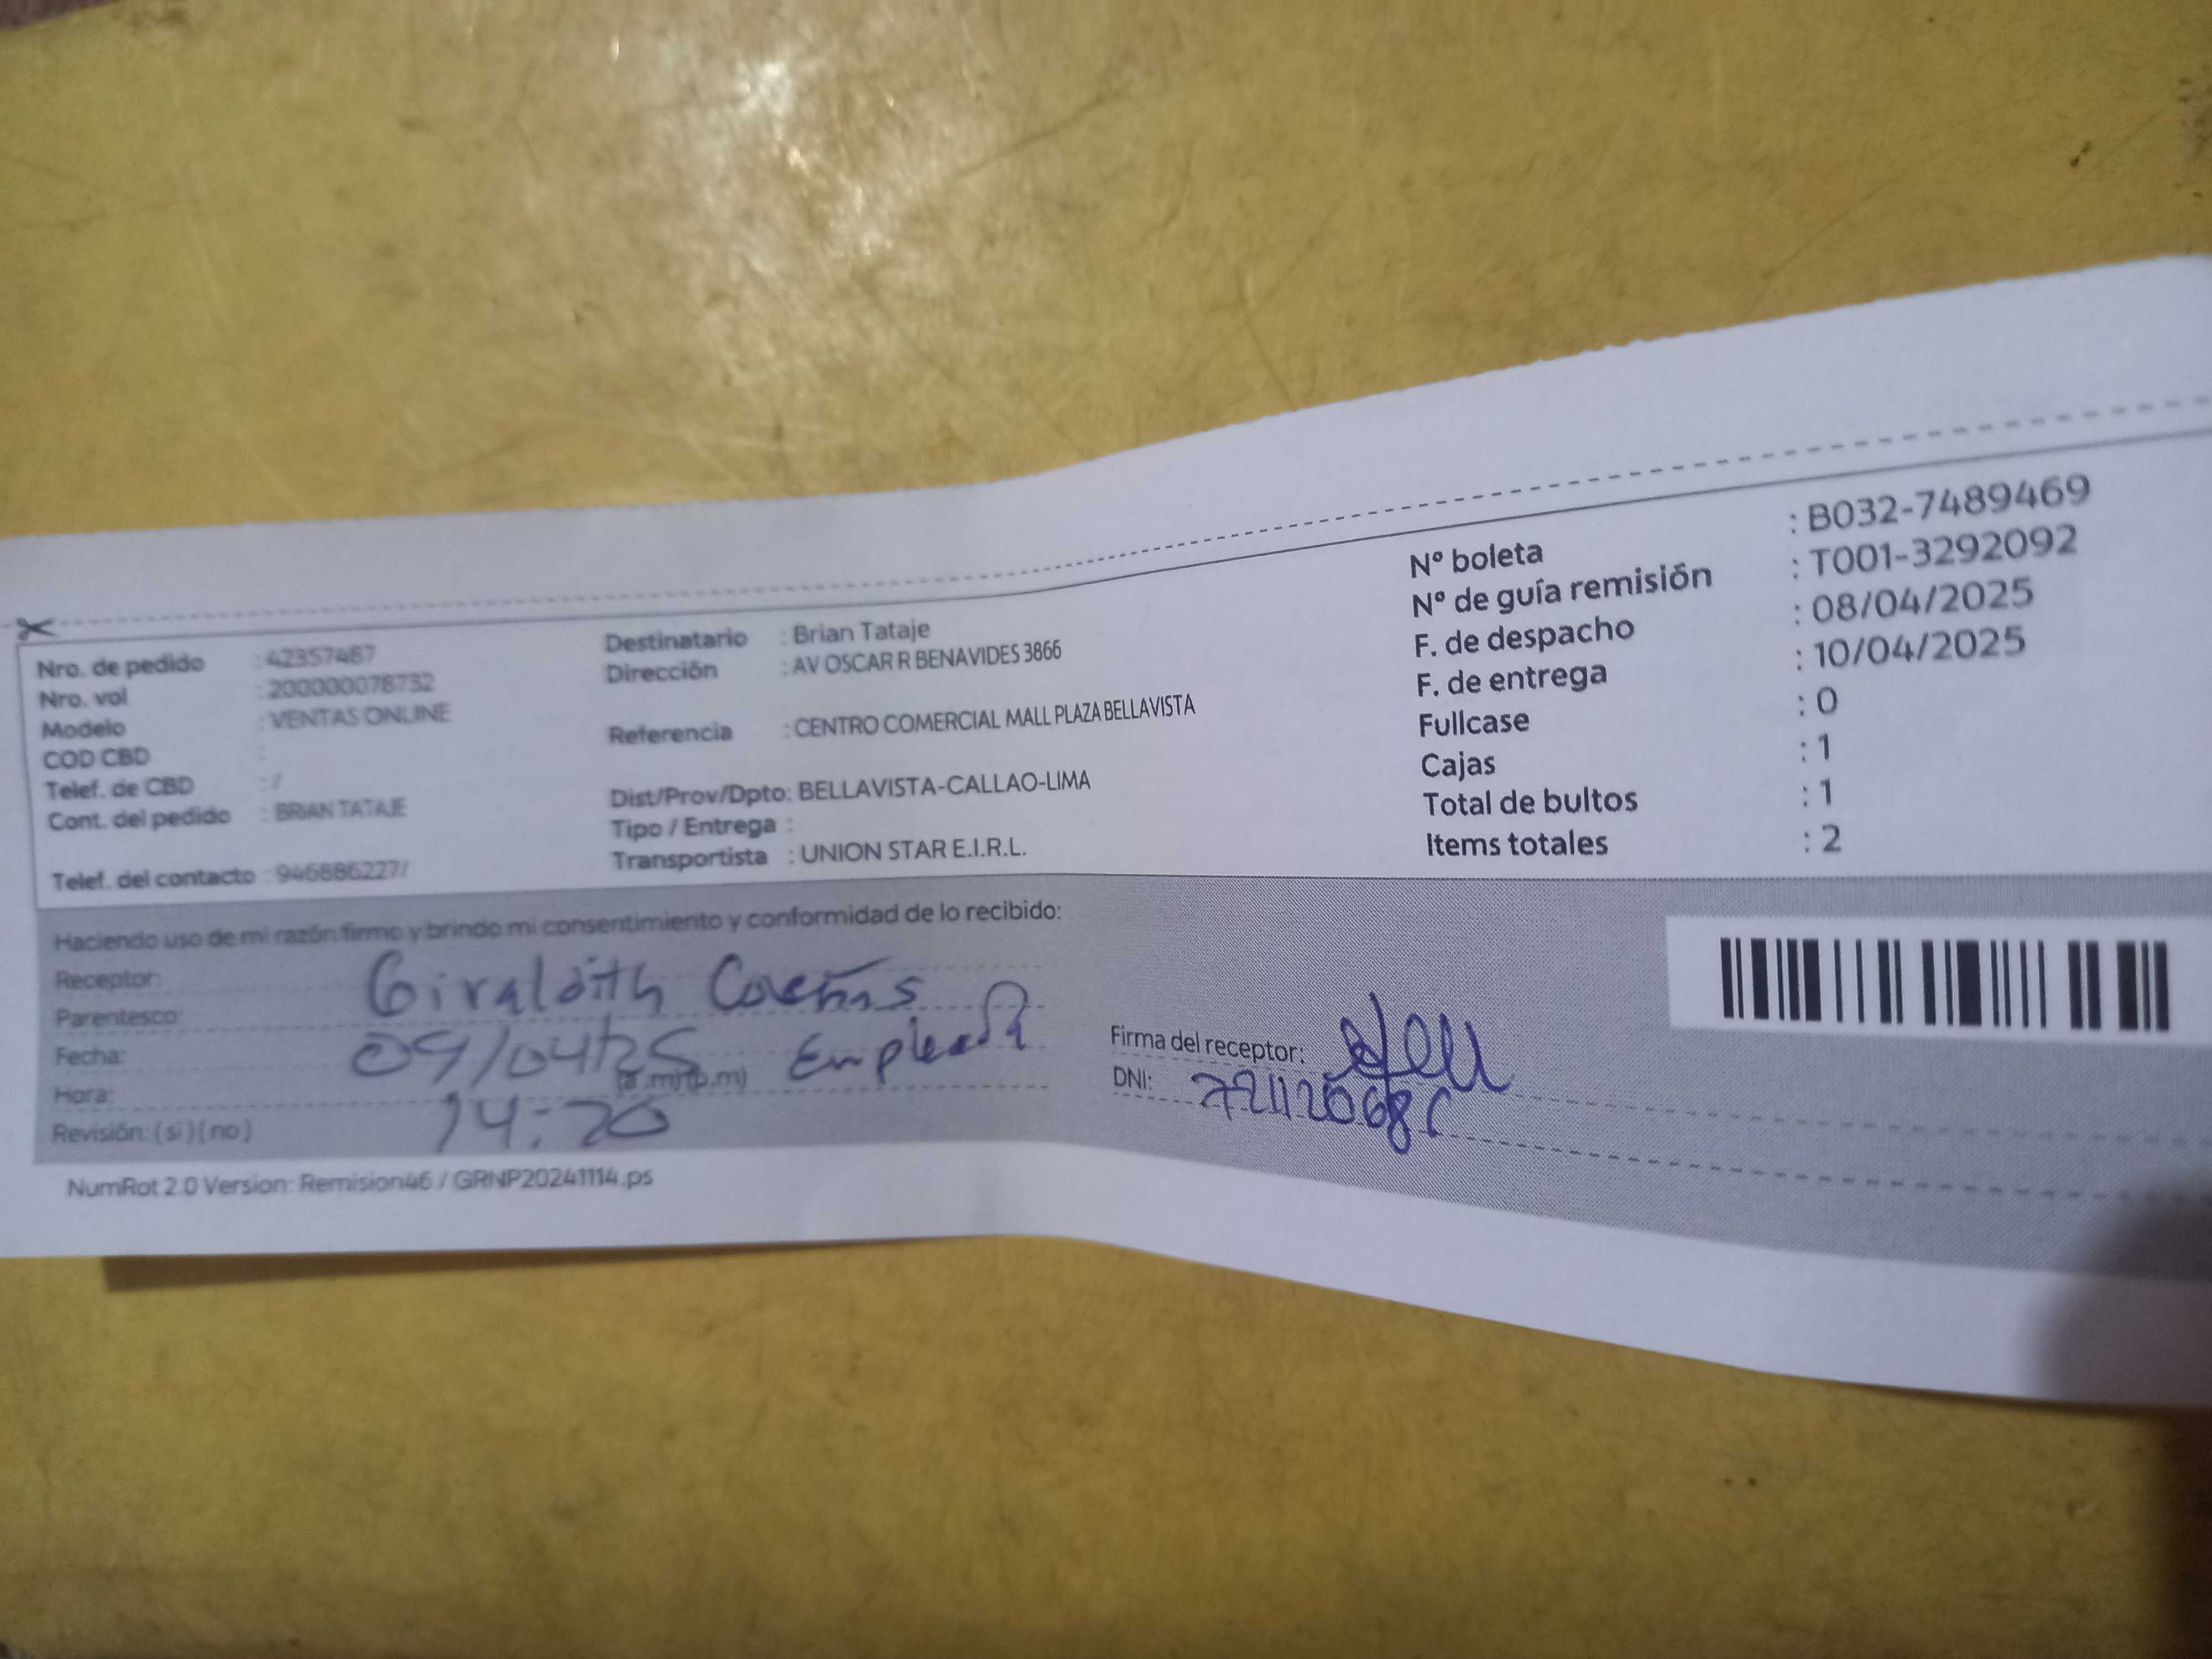 Nro. de pedido : 42357467
Nro. vol : 200000078732
Modelo : VENTAS ONLINE
COD CBD :
Telef. de CBD : /
Cont. del pedido : BRIAN TATAJE
Telef. del contacto : 946886227/
Destinatario : Brian Tataje
Dirección : AV OSCAR R BENAVIDES 3866
Referencia : CENTRO COMERCIAL MALL PLAZA BELLAVISTA
Dist/Prov/Dpto: BELLAVISTA-CALLAO-LIMA
Tipo / Entrega :
Transportista : UNION STAR E.I.R.L.
Nº boleta : B032-7489469
Nº de guía remisión : T001-3292092
F. de despacho : 08/04/2025
F. de entrega : 10/04/2025
Fullcase : 0
Cajas : 1
Total de bultos : 1
Items totales : 2
Haciendo uso de mi razón firmo y brindo mi consentimiento y conformidad de lo recibido:
Receptor:
Parentesco:
Fecha: 09/04/25
Hora: (a.m)(p.m) 14:20
Revisión: (si)(no)
Firma del receptor:
DNI:
NumRot 2.0 Version: Remision46 / GRNP20241114.ps